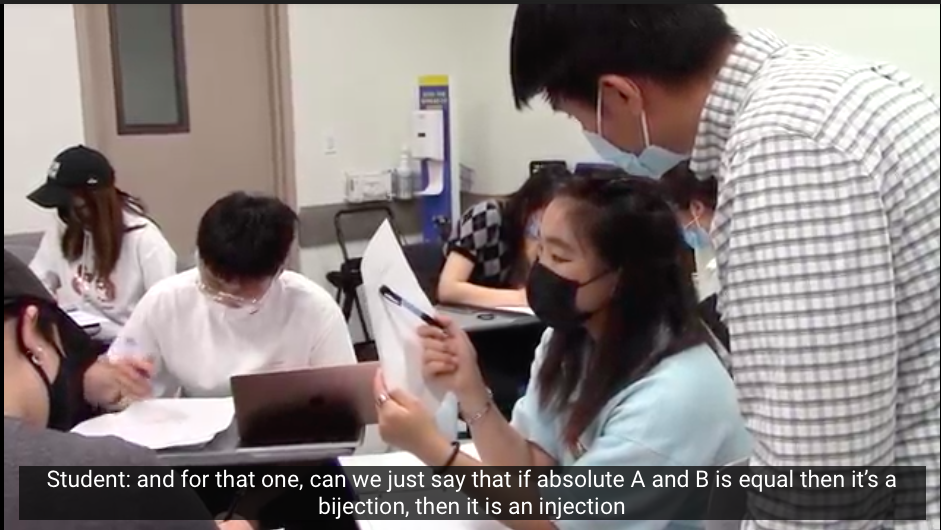 Student: and for that one, can we just say that if absolute A and B is equal then it’s a
bijection, then it is an injection